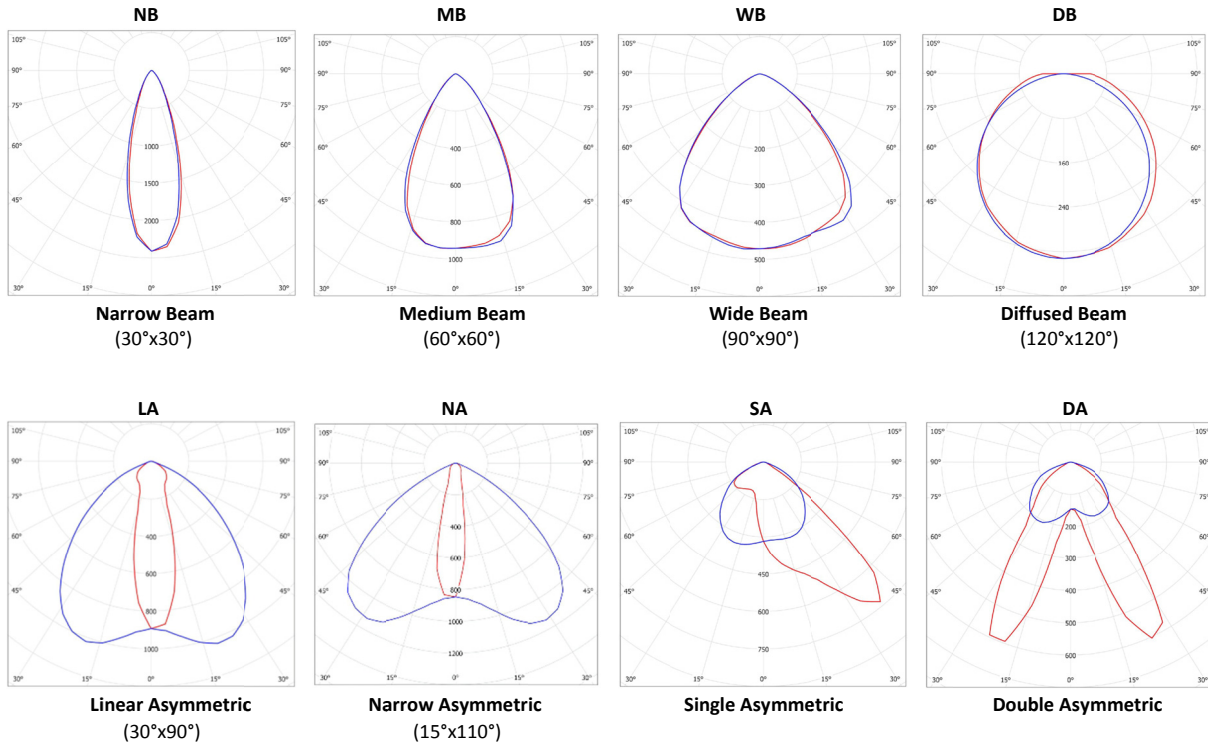 NB MB WB DB
105° 105° 105° 105° 105° 105° 105° 105°
90° 90° 90° 90° 90° 90° 90° 90°
75° 75° 75° 75° 75° 75° 75° 75°
1000 400 200 160
60° 60° 60° 60° 60° 60° 60° 60°
1500 600 300 240
45° 45° 45° 45° 45° 45° 45° 45°
2000 800 400
1000 500
30° 15° 0° 15° 30° 30° 15° 0° 15° 30° 30° 15° 0° 15° 30° 30° 15° 0° 15° 30°
Narrow Beam Medium Beam Wide Beam Diffused Beam
(30°x30°) (60°x60°) (90°x90°) (120°x120°)
LA NA SA DA
105° 105° 105° 105° 105° 105° 105° 105°
90° 90° 90° 90° 90° 90° 90° 90°
75° 75° 75° 75° 75° 75° 75° 75°
400 400 200
60° 60° 60° 60° 60° 60° 60° 60°
600 600 450 300
45° 45° 45° 45° 45° 45° 45° 45°
800 800 600 400
1000 1000 500
1200 750 600
30° 15° 0° 15° 30° 30° 15° 0° 15° 30° 30° 15° 0° 15° 30° 30° 15° 0° 15° 30°
Linear Asymmetric Narrow Asymmetric Single Asymmetric Double Asymmetric
(30°x90°) (15°x110°)